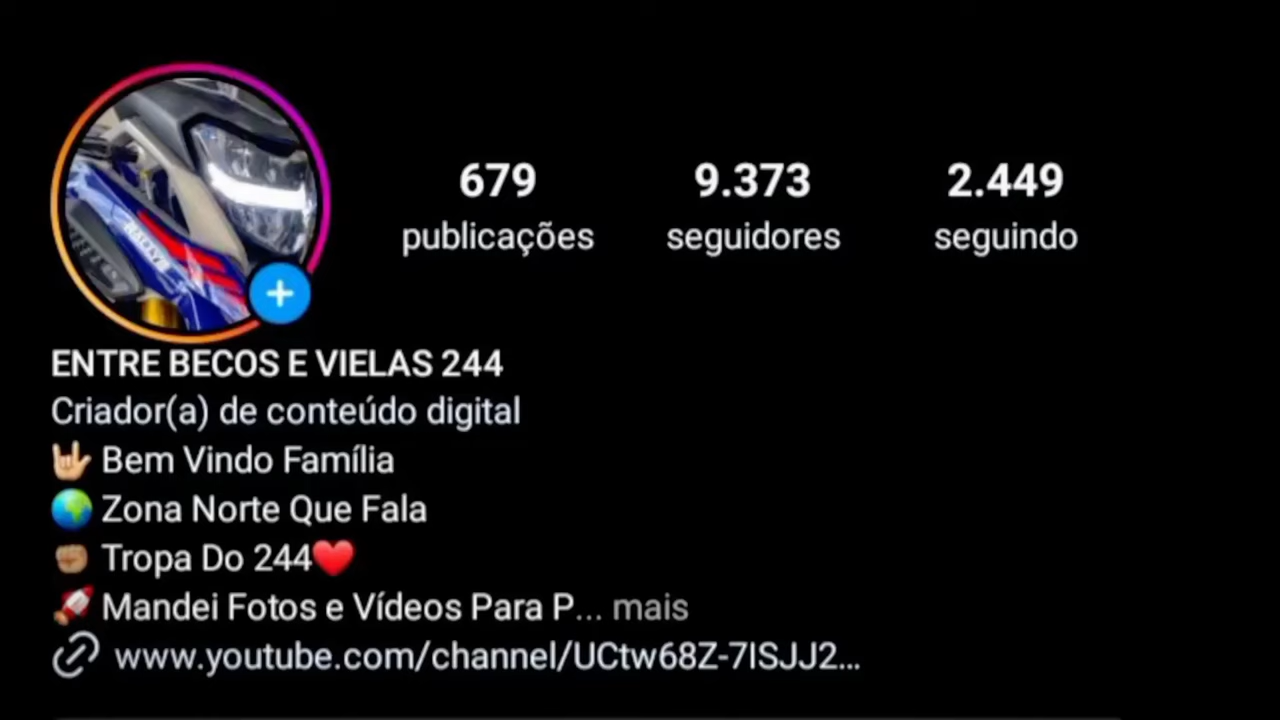 RALLYE
679 9.373 2.449
publicações seguidores seguindo
ENTRE BECOS E VIELAS 244
Criador(a) de conteúdo digital
🤟🏼 Bem Vindo Família
🌍 Zona Norte Que Fala
✊🏽 Tropa Do 244❤️
🚀 Mandei Fotos e Vídeos Para P... mais
www.youtube.com/channel/UCtw68Z-7ISJJ2...